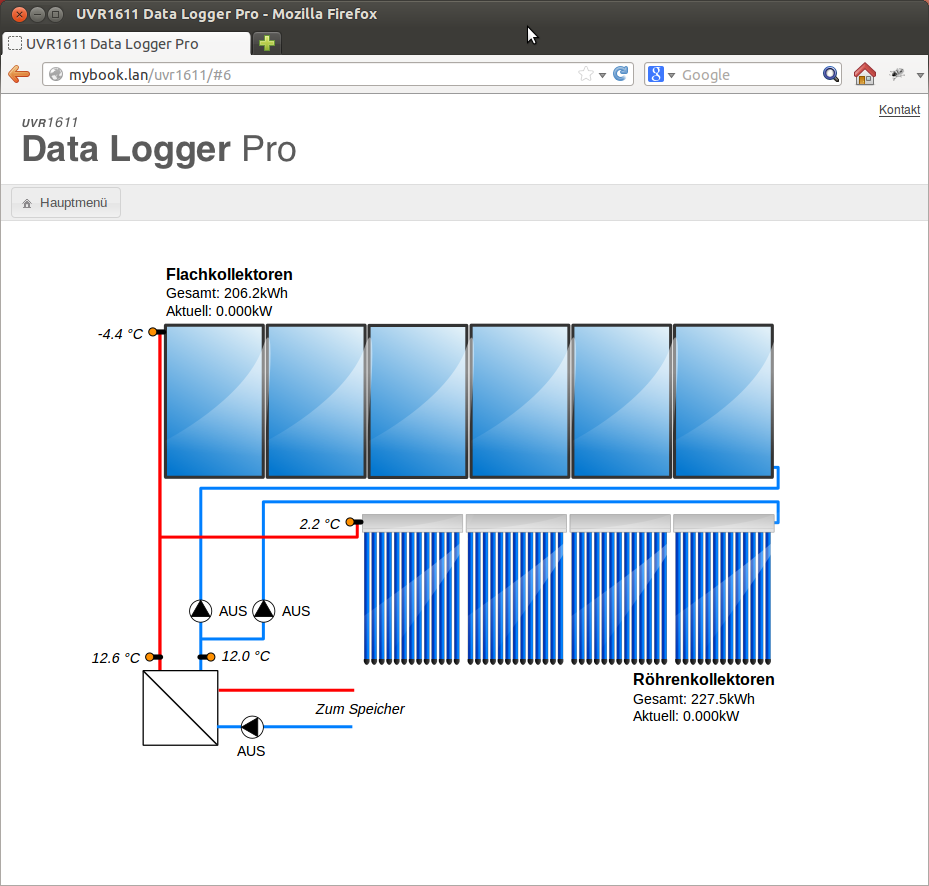 UVR1611 Data Logger Pro - Mozilla Firefox
UVR1611 Data Logger Pro
mybook.lan/uvr1611/#6
Google
Kontakt
UVR1611
Data Logger Pro
Hauptmenü
Flachkollektoren
Gesamt: 206.2kWh
Aktuell: 0.000kW
-4.4 °C
2.2 °C
AUS
AUS
12.6 °C
12.0 °C
Röhrenkollektoren
Gesamt: 227.5kWh
Aktuell: 0.000kW
Zum Speicher
AUS